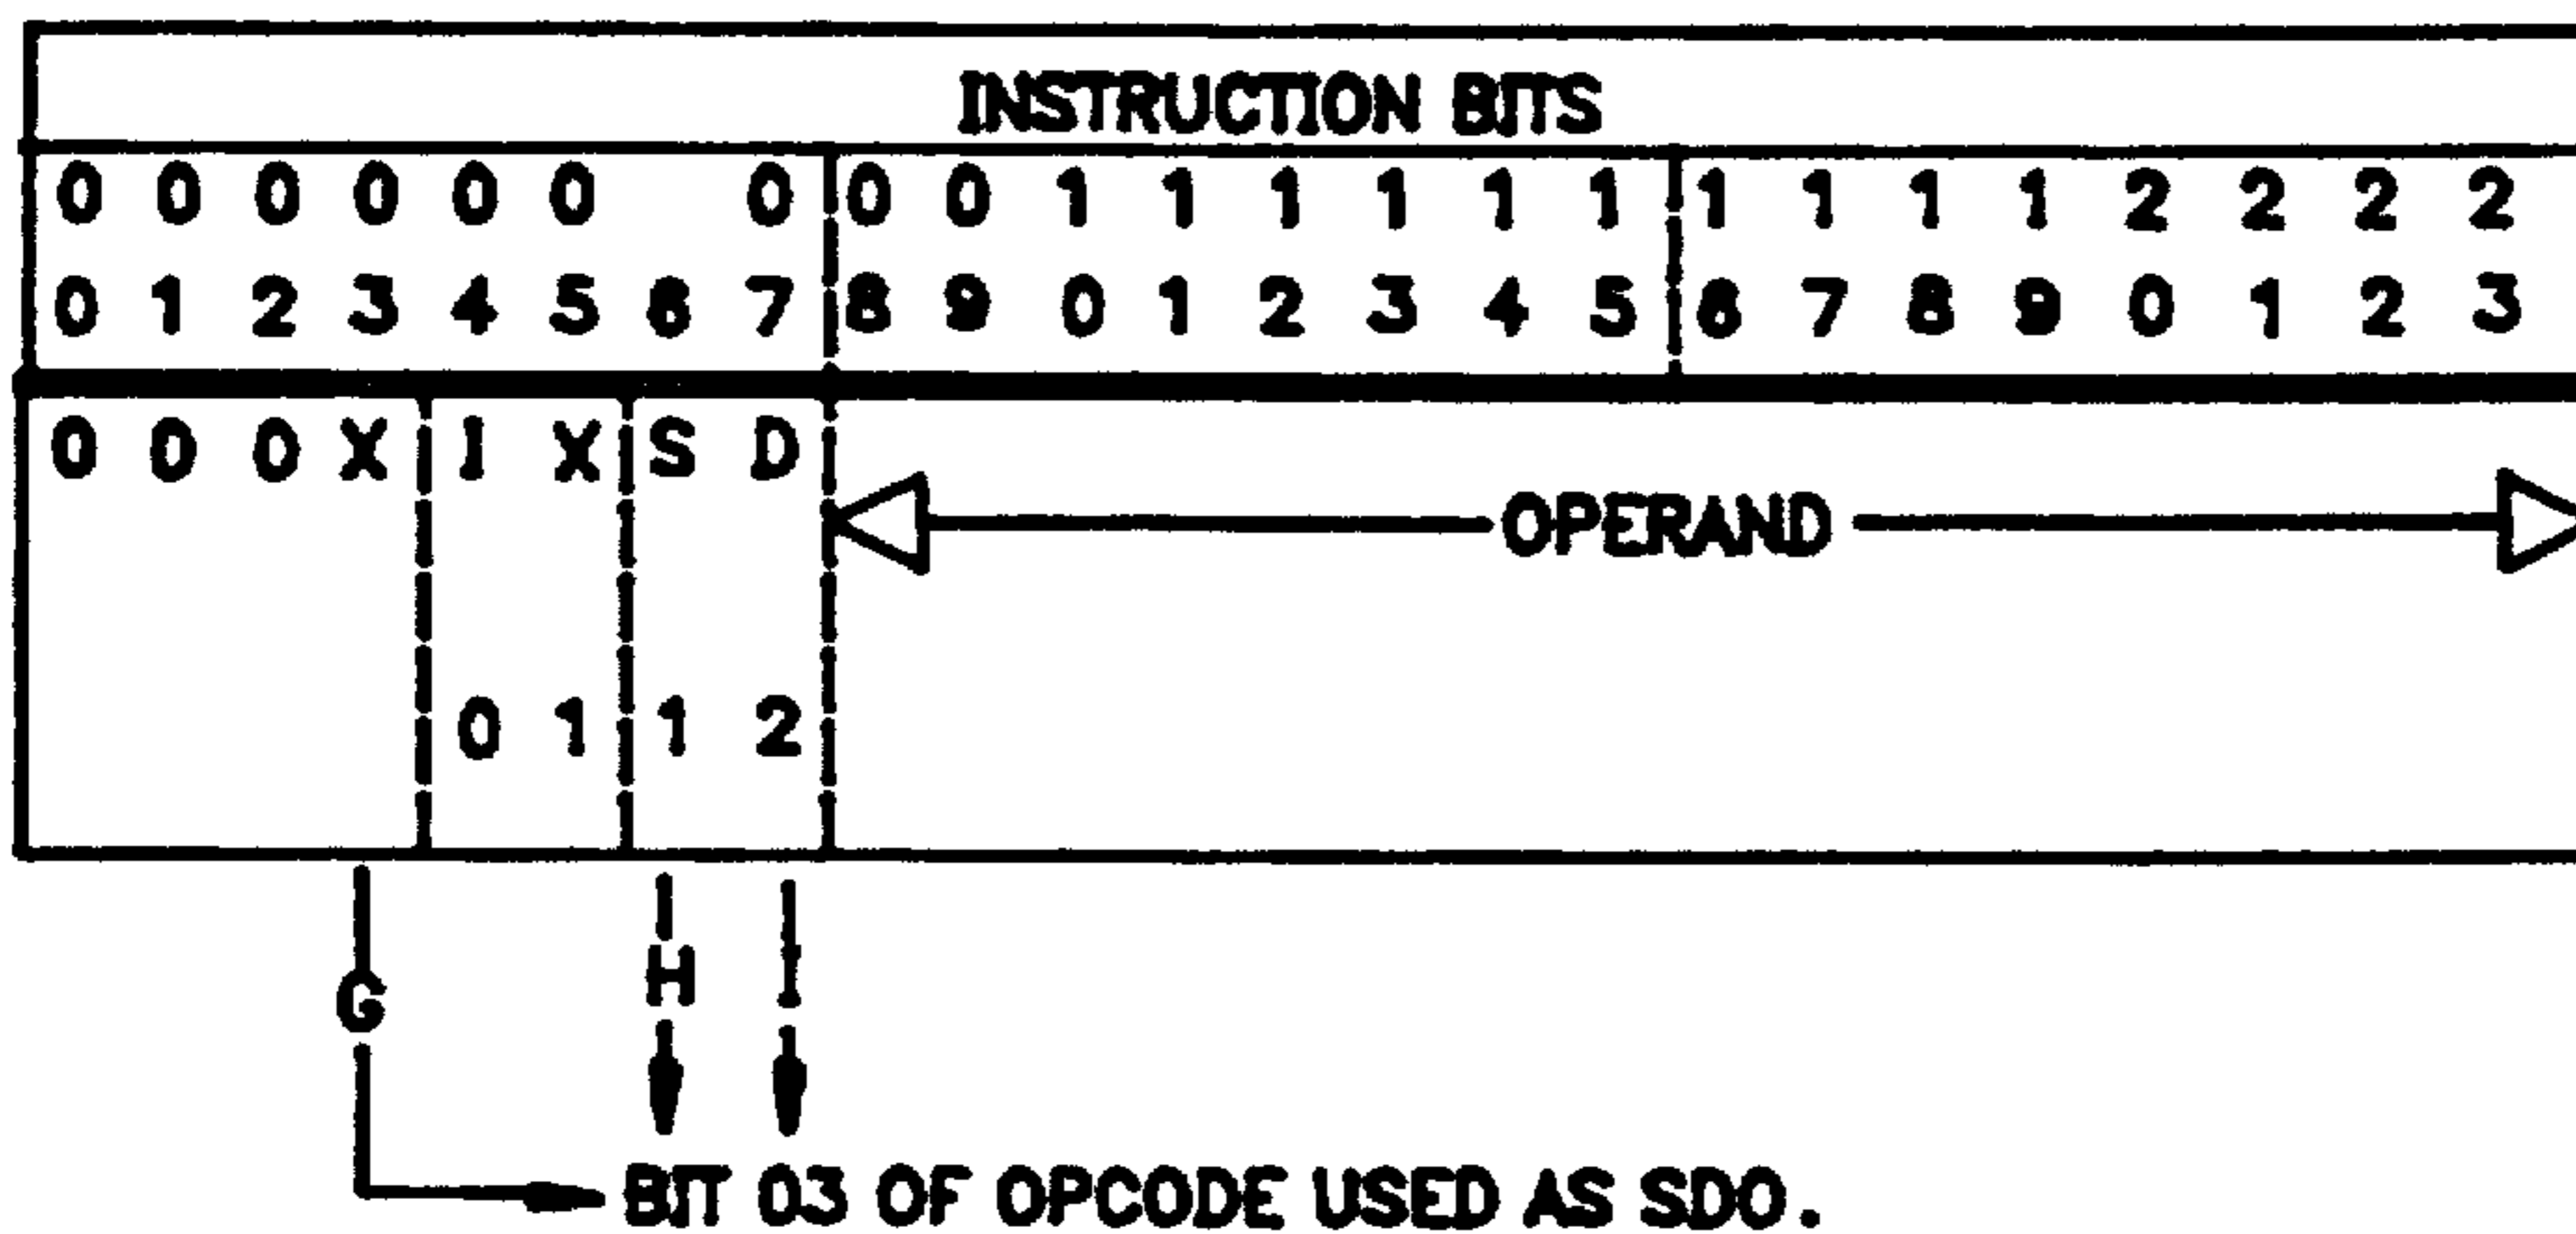 INSTRUCTION BITS
0 0 0 0 0 0 0 0 0 1 1 1 1 1 1 1 1 1 1 2 2 2 2
0 1 2 3 4 5 6 7 8 9 0 1 2 3 4 5 6 7 8 9 0 1 2 3
0 0 0 X I X S D
OPERAND
0 1 1 2
G H I
BIT 03 OF OPCODE USED AS SDO.